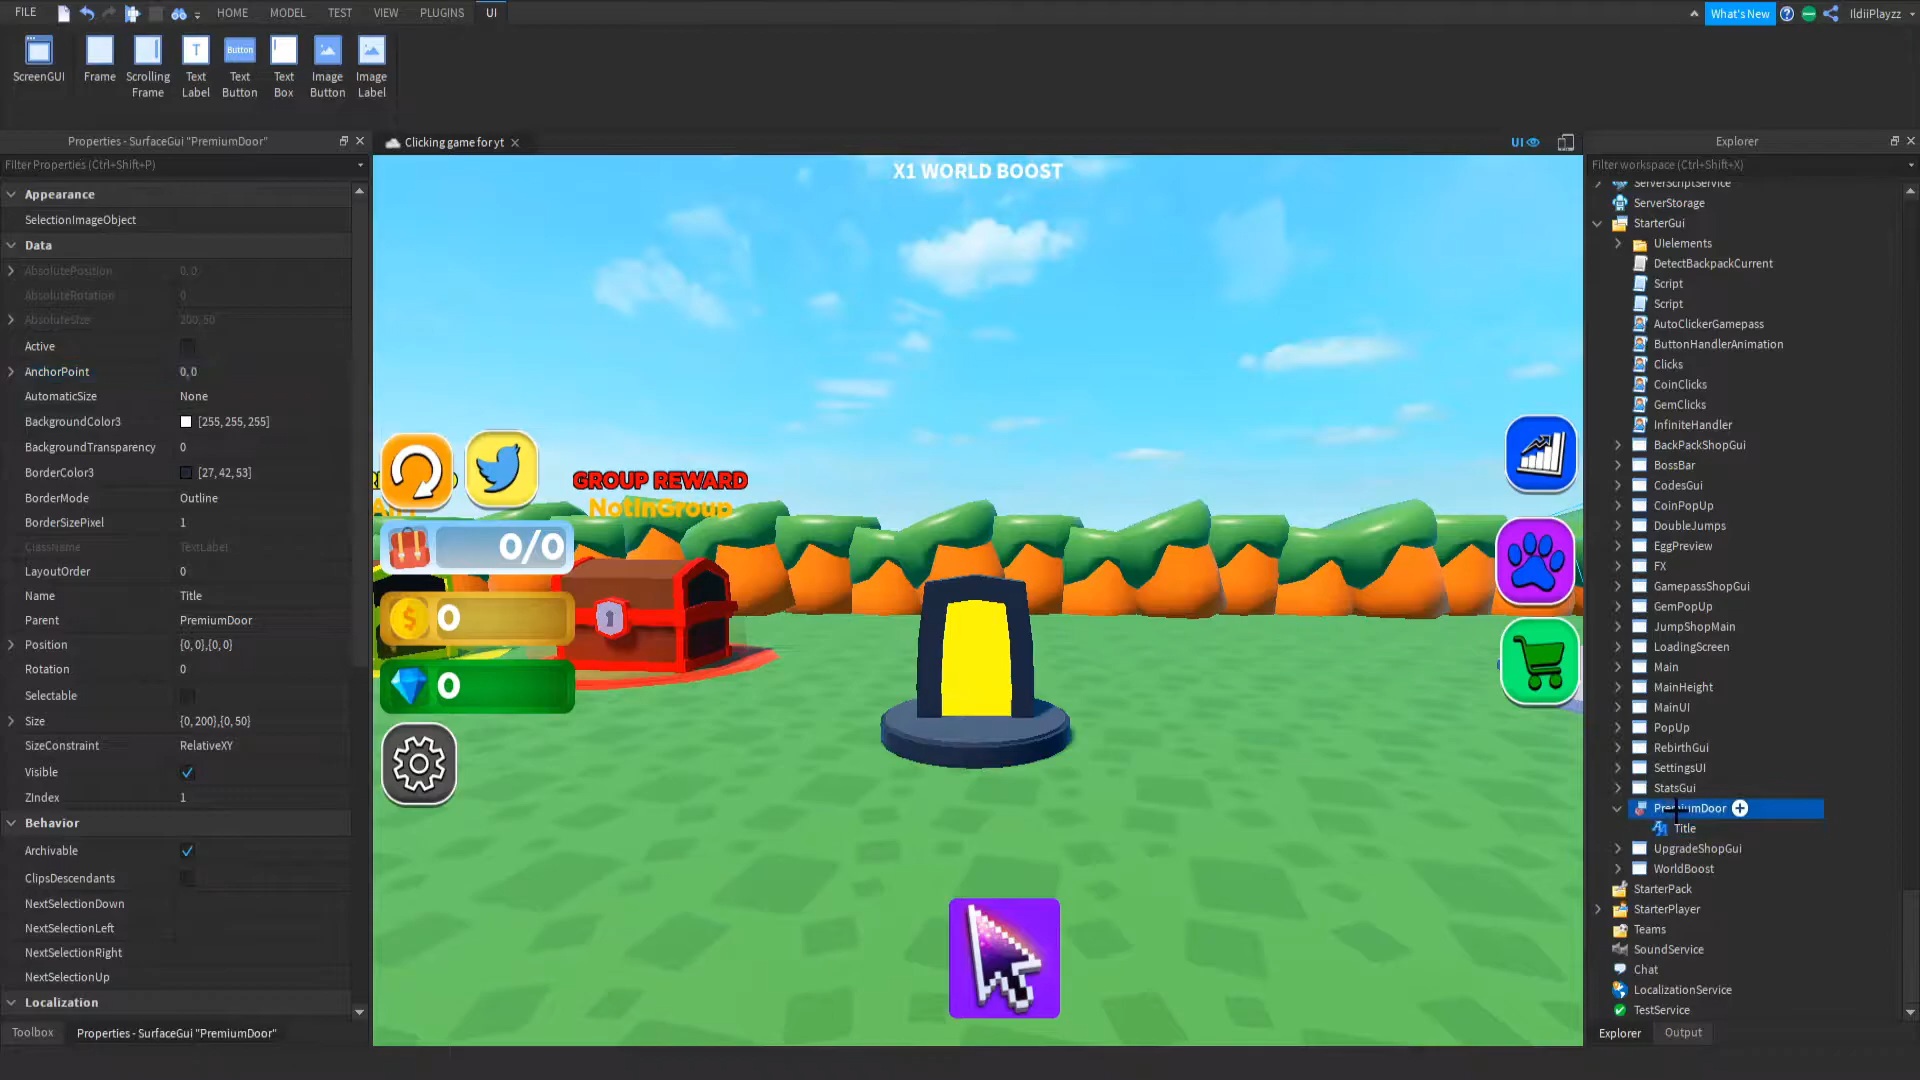 FILE
HOME
MODEL
TEST
VIEW
PLUGINS
UI
What's New
IldiiPlayzz
ScreenGUI
Frame
Scrolling Frame
Text Label
Text Button
Button
Text Box
Image Button
Image Label
Properties - SurfaceGui "PremiumDoor"
Filter Properties (Ctrl+Shift+P)
Appearance
SelectionImageObject
Data
AbsolutePosition 0, 0
AbsoluteRotation 0
AbsoluteSize 200, 50
Active
AnchorPoint 0, 0
AutomaticSize None
BackgroundColor3 [255, 255, 255]
BackgroundTransparency 0
BorderColor3 [27, 42, 53]
BorderMode Outline
BorderSizePixel 1
ClassName TextLabel
LayoutOrder 0
Name Title
Parent PremiumDoor
Position {0, 0},{0, 0}
Rotation 0
Selectable
Size {0, 200},{0, 50}
SizeConstraint RelativeXY
Visible
ZIndex 1
Behavior
Archivable
ClipsDescendants
NextSelectionDown
NextSelectionLeft
NextSelectionRight
NextSelectionUp
Localization
Toolbox
Properties - SurfaceGui "PremiumDoor"
Clicking game for yt
UI
X1 WORLD BOOST
GROUP REWARD
NotInGroup
0/0
0
0
Explorer
Filter workspace (Ctrl+Shift+X)
ServerScriptService
ServerStorage
StarterGui
UIelements
DetectBackpackCurrent
Script
Script
AutoClickerGamepass
ButtonHandlerAnimation
Clicks
CoinClicks
GemClicks
InfiniteHandler
BackPackShopGui
BossBar
CodesGui
CoinPopUp
DoubleJumps
EggPreview
FX
GamepassShopGui
GemPopUp
JumpShopMain
LoadingScreen
Main
MainHeight
MainUI
PopUp
RebirthGui
SettingsUI
StatsGui
PremiumDoor
Title
UpgradeShopGui
WorldBoost
StarterPack
StarterPlayer
Teams
SoundService
Chat
LocalizationService
TestService
Explorer
Output